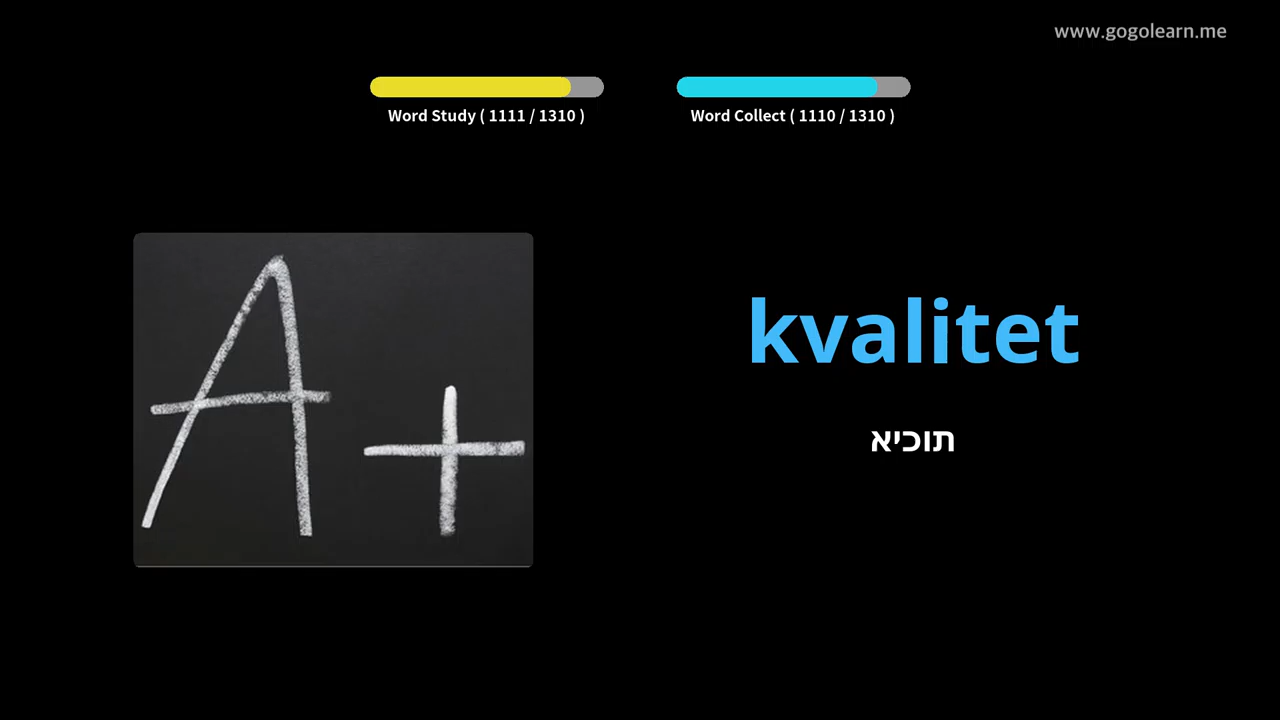 www.gogolearn.me
Word Study ( 1111 / 1310 )
Word Collect ( 1110 / 1310 )
A+
kvalitet
תוכיא